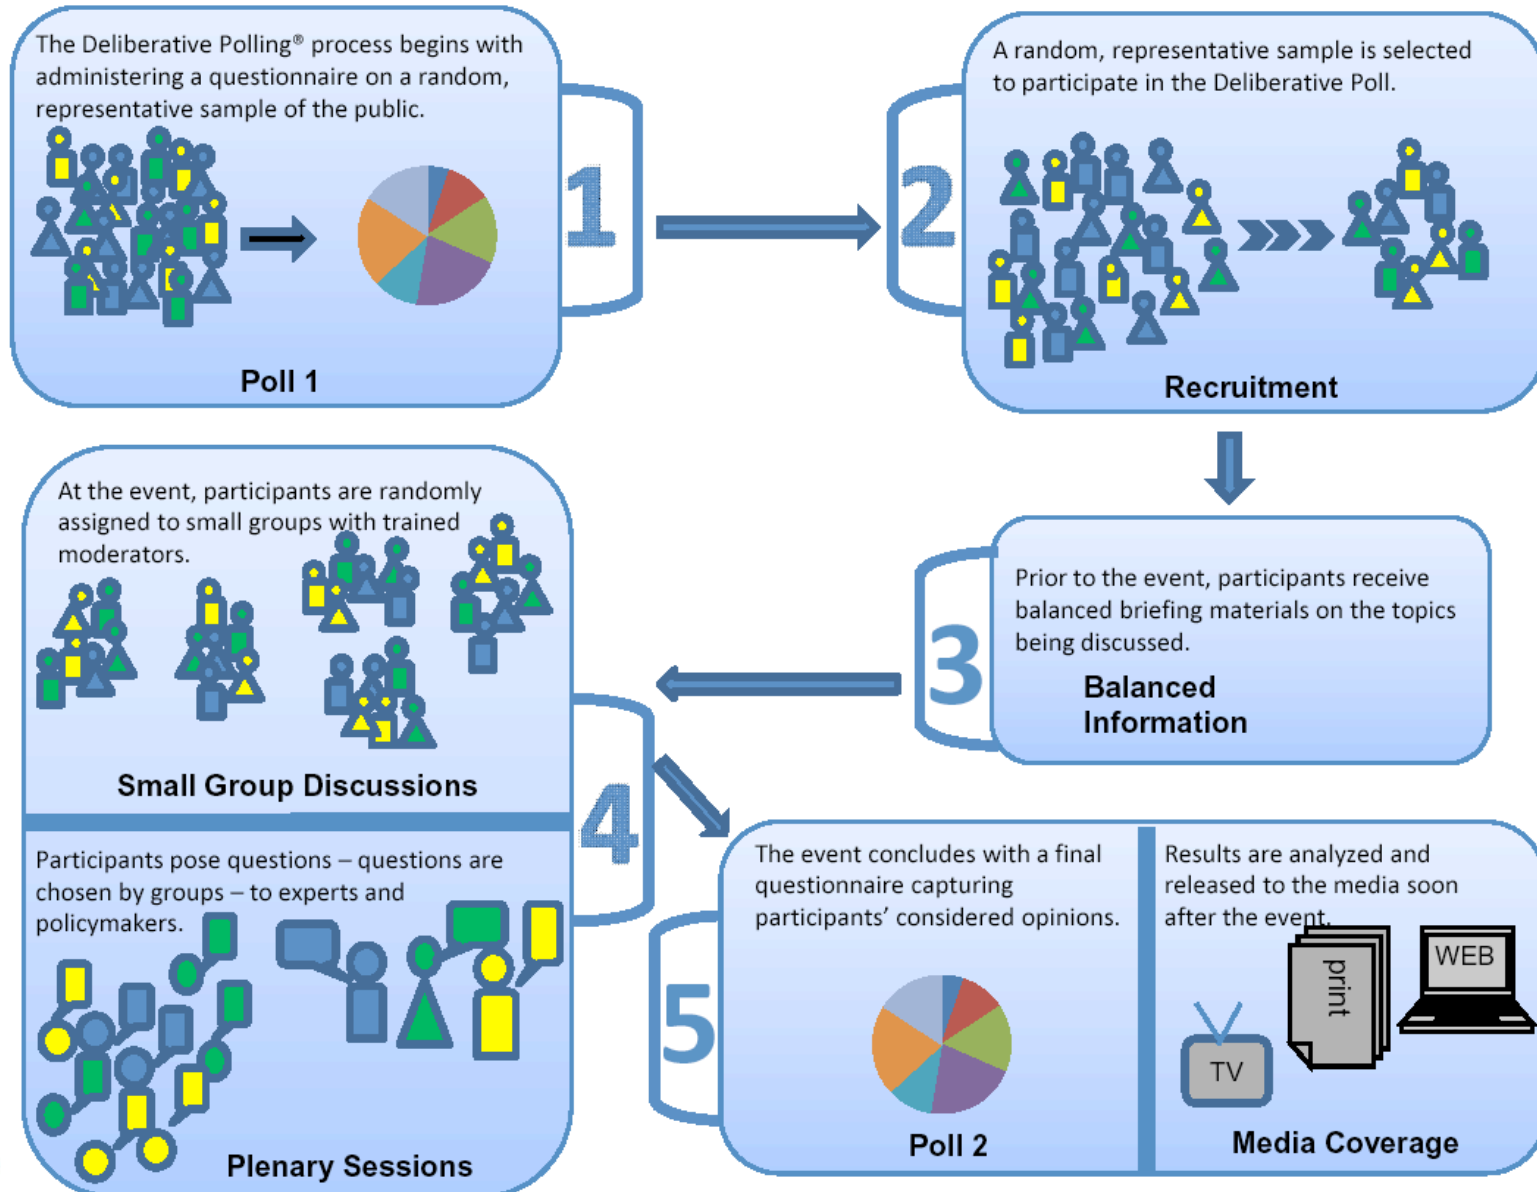 The Deliberative Polling® process begins with
administering a questionnaire on a random,
representative sample of the public.
Poll 1
1
2
A random, representative sample is selected
to participate in the Deliberative Poll.
Recruitment
3
Prior to the event, participants receive
balanced briefing materials on the topics
being discussed.
Balanced
Information
At the event, participants are randomly
assigned to small groups with trained
moderators.
Small Group Discussions
4
Participants pose questions – questions are
chosen by groups – to experts and
policymakers.
Plenary Sessions
5
The event concludes with a final
questionnaire capturing
participants’ considered opinions.
Poll 2
Results are analyzed and
released to the media soon
after the event.
TV
print
WEB
Media Coverage